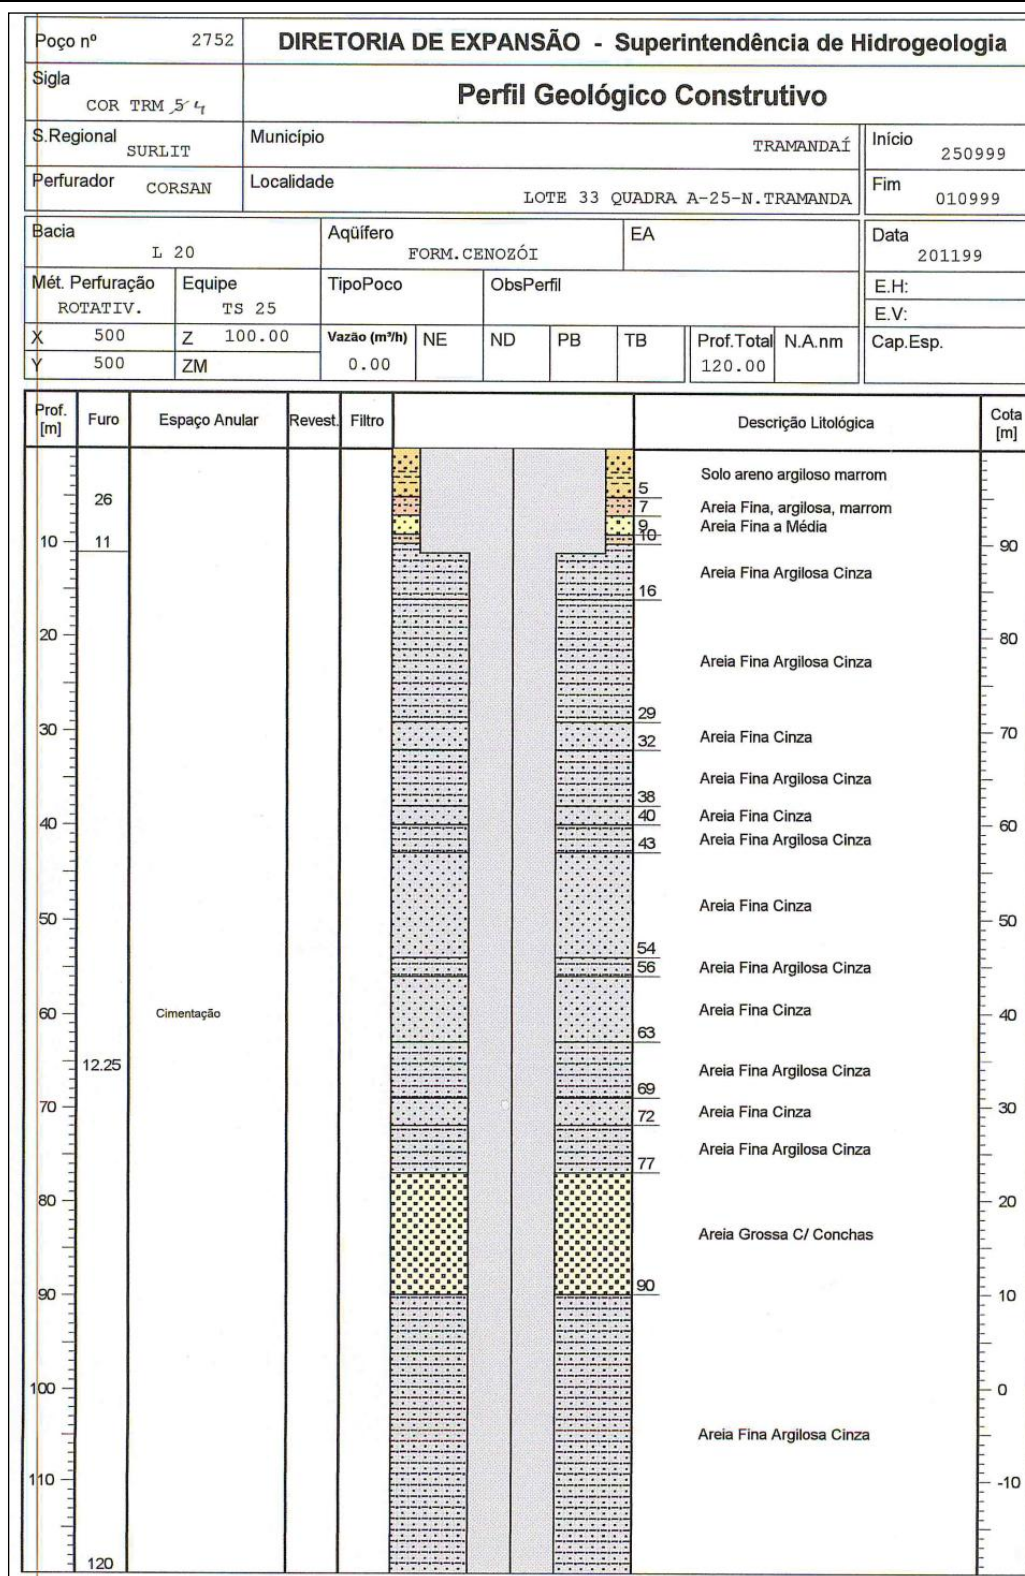 Poço nº 2752 DIRETORIA DE EXPANSÃO - Superintendência de Hidrogeologia
Sigla
COR TRM 54 Perfil Geológico Construtivo
S.Regional SURLIT Município TRAMANDAÍ Início 250999
Perfurador CORSAN Localidade LOTE 33 QUADRA A-25-N.TRAMANDA Fim 010999
Bacia Aqüífero EA Data
L 20 FORM.CENOZÓI 201199
Mét. Perfuração Equipe TipoPoco ObsPerfil E.H:
ROTATIV. TS 25 E.V:
X 500 Z 100.00 Vazão (m³/h) NE ND PB TB Prof.Total N.A.nm Cap.Esp.
Y 500 ZM 0.00 120.00
Prof. [m] Furo Espaço Anular Revest. Filtro Descrição Litológica Cota [m]
Solo areno argiloso marrom
5
26
7 Areia Fina, argilosa, marrom
9 Areia Fina a Média
10 11 10 90
Areia Fina Argilosa Cinza
16
20 80
Areia Fina Argilosa Cinza
29
30 Areia Fina Cinza 70
32
Areia Fina Argilosa Cinza
38
40 Areia Fina Cinza
40 60
43 Areia Fina Argilosa Cinza
Areia Fina Cinza
50 50
54
56 Areia Fina Argilosa Cinza
60 Cimentação Areia Fina Cinza 40
63
12.25 Areia Fina Argilosa Cinza
69
70 Areia Fina Cinza 30
72
Areia Fina Argilosa Cinza
77
80 20
Areia Grossa C/ Conchas
90
90 10
100 0
Areia Fina Argilosa Cinza
110 -10
120